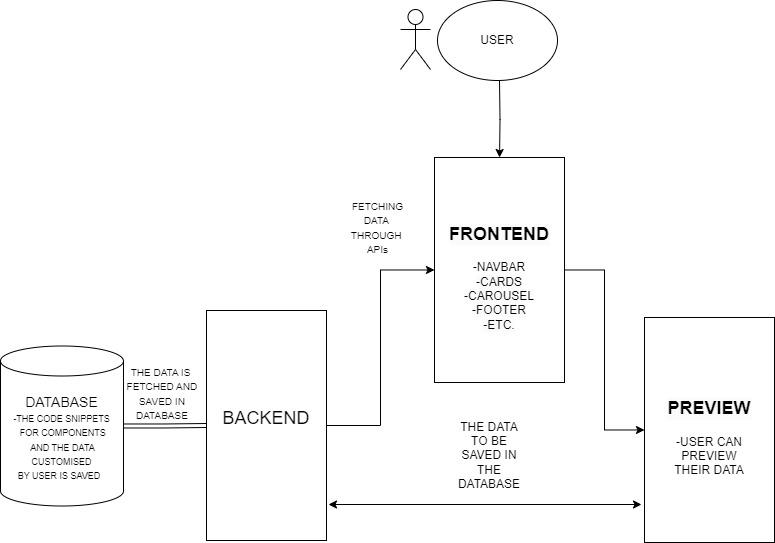 USER
FETCHING
DATA
THROUGH
APIs
FRONTEND
-NAVBAR
-CARDS
-CAROUSEL
-FOOTER
-ETC.
THE DATA IS
FETCHED AND
SAVED IN
DATABASE
DATABASE
-THE CODE SNIPPETS
FOR COMPONENTS
AND THE DATA
CUSTOMISED
BY USER IS SAVED
BACKEND
THE DATA
TO BE
SAVED IN
THE
DATABASE
PREVIEW
-USER CAN
PREVIEW
THEIR DATA